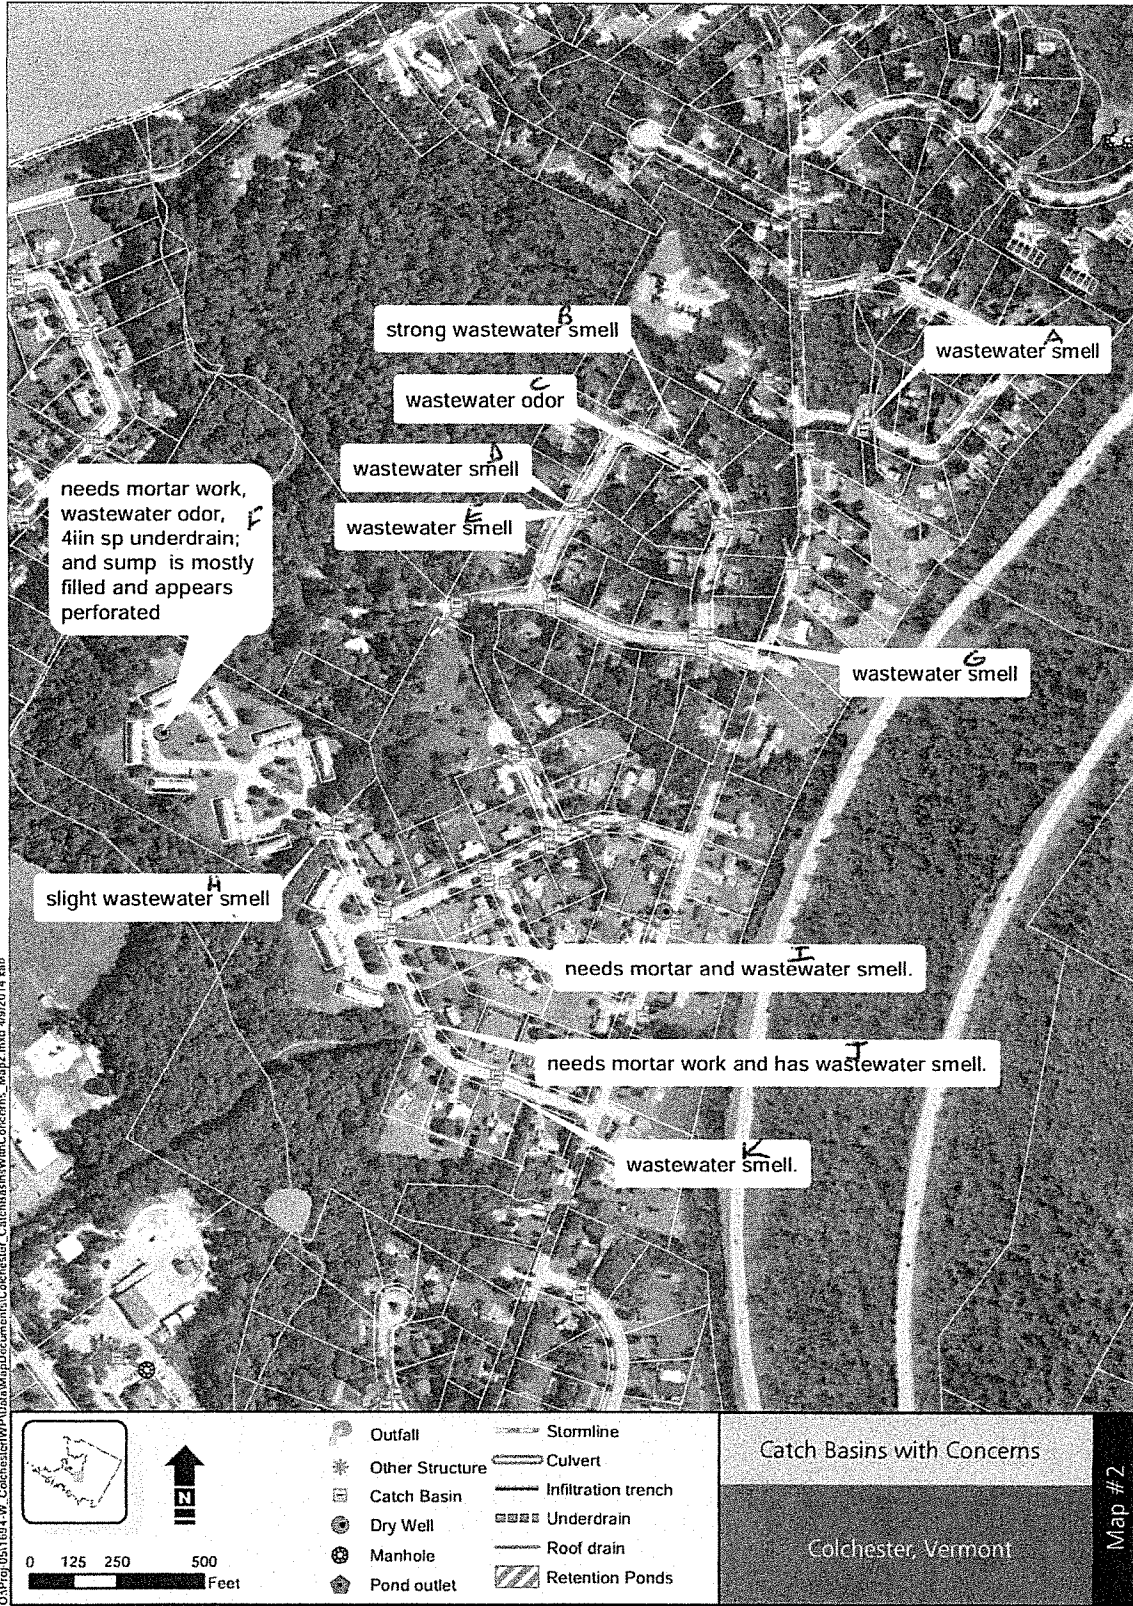 B
strong wastewater smell
A
wastewater smell
C
wastewater odor
D
wastewater smell
E
wastewater smell
needs mortar work,
wastewater odor, F
4iin sp underdrain;
and sump is mostly
filled and appears
perforated
G
wastewater smell
H
slight wastewater smell
I
needs mortar and wastewater smell.
J
needs mortar work and has wastewater smell.
K
wastewater smell.
N
0 125 250 500
Feet
Outfall
Other Structure
Catch Basin
Dry Well
Manhole
Pond outlet
Stormline
Culvert
Infiltration trench
Underdrain
Roof drain
Retention Ponds
Catch Basins with Concerns
Colchester, Vermont
Map #2